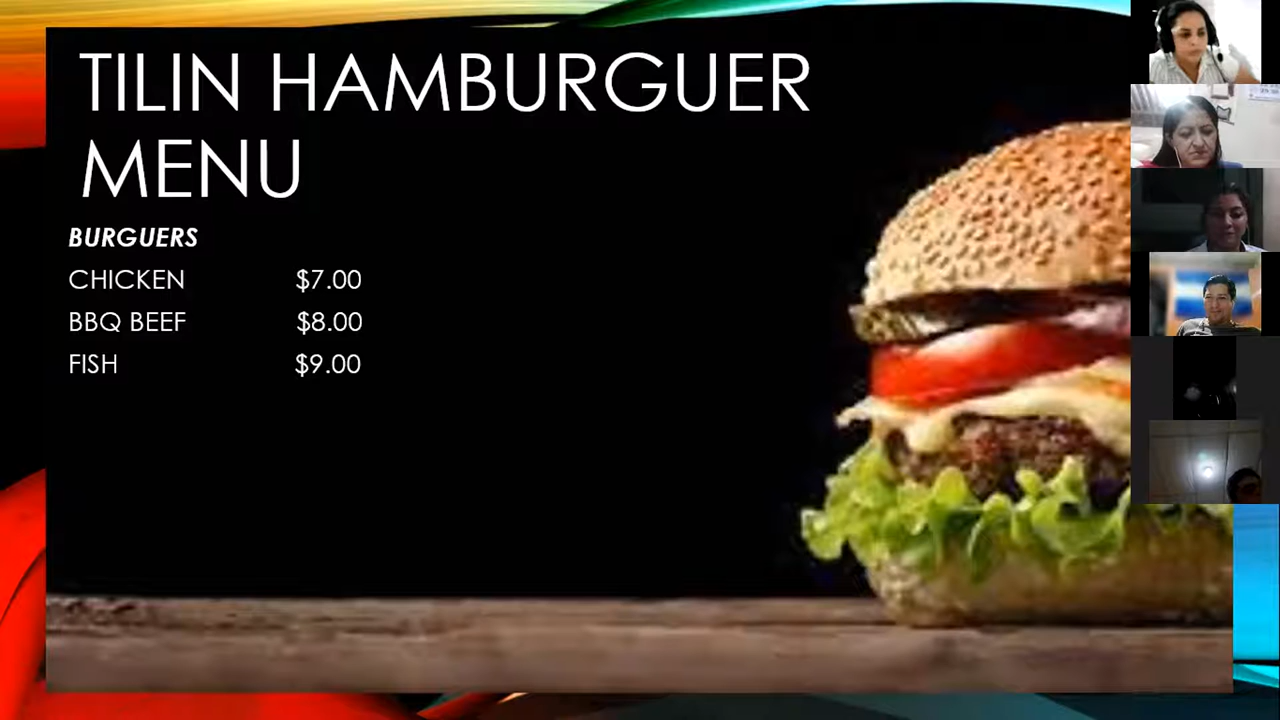 TILIN HAMBURGUER
MENU
BURGUERS
CHICKEN $7.00
BBQ BEEF $8.00
FISH $9.00